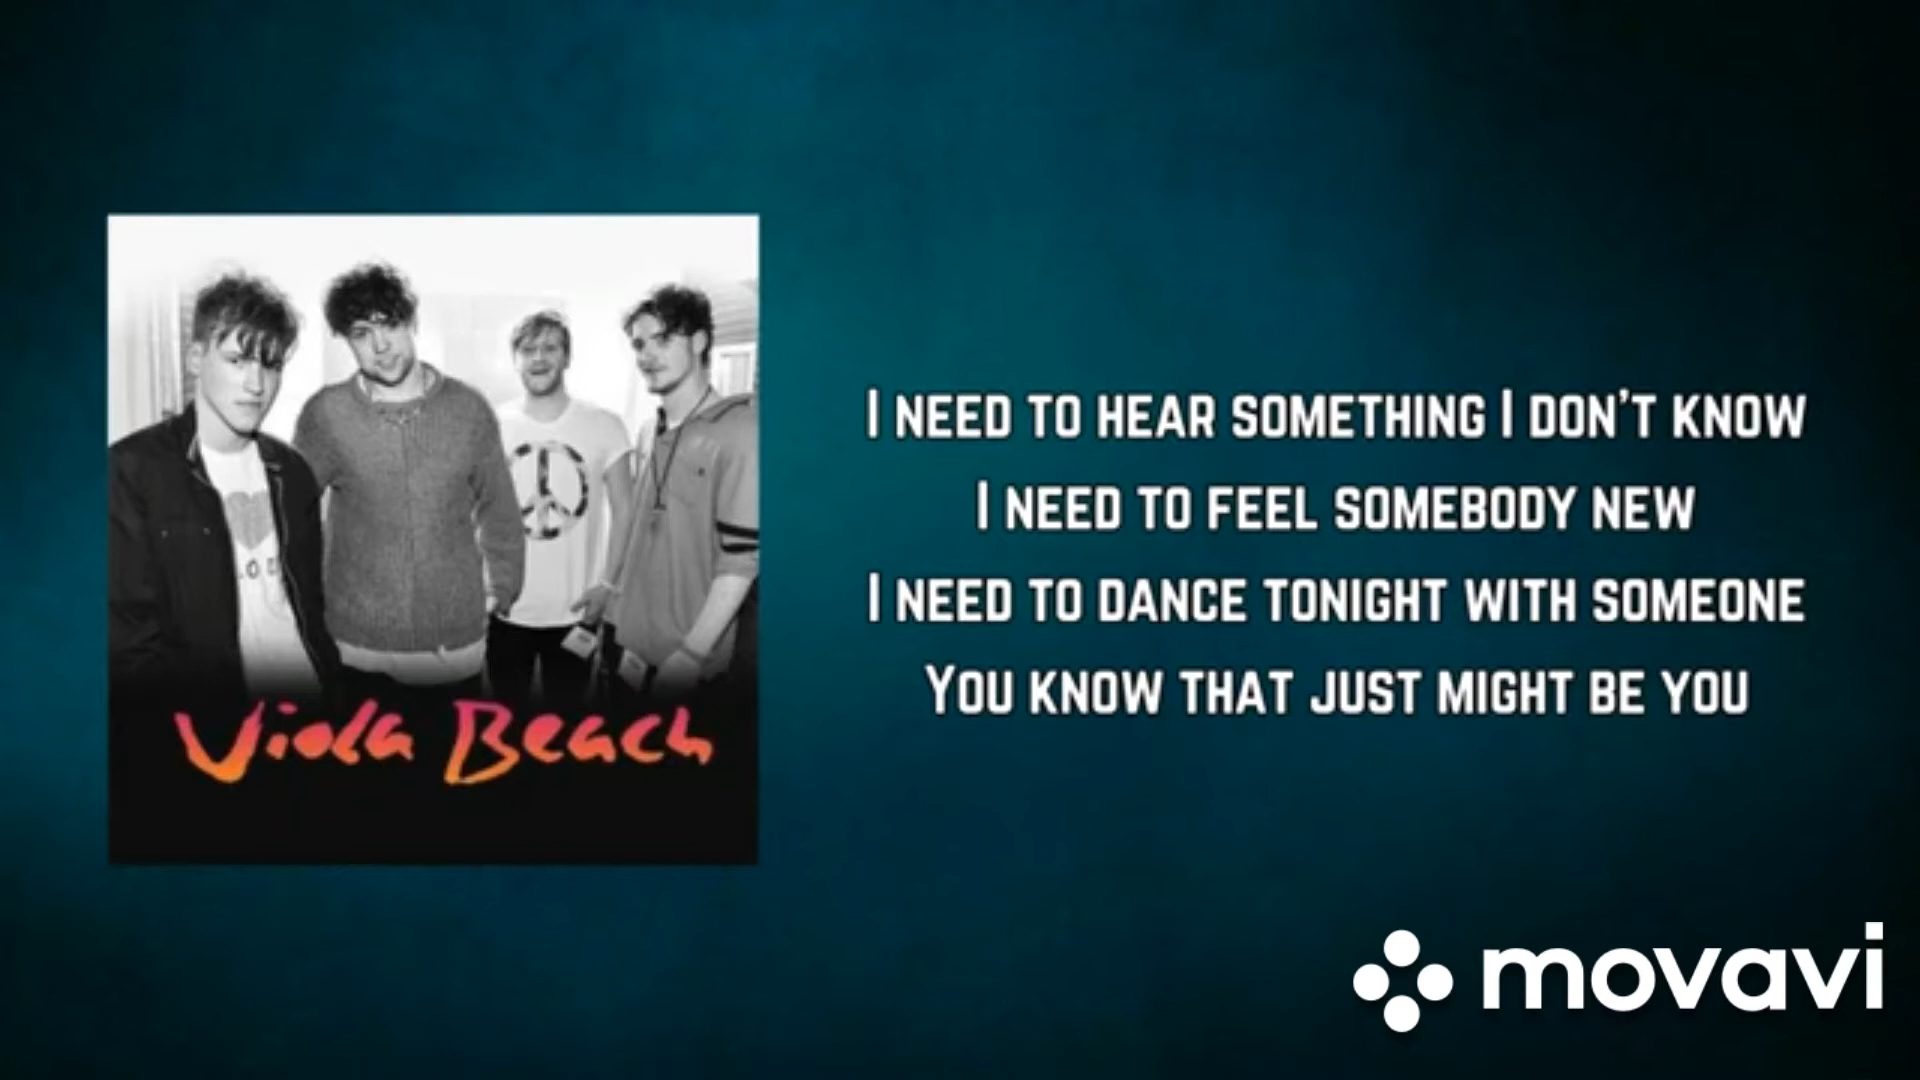 I NEED TO HEAR SOMETHING I DON'T KNOW
I NEED TO FEEL SOMEBODY NEW
I NEED TO DANCE TONIGHT WITH SOMEONE
YOU KNOW THAT JUST MIGHT BE YOU
Viola Beach
movavi